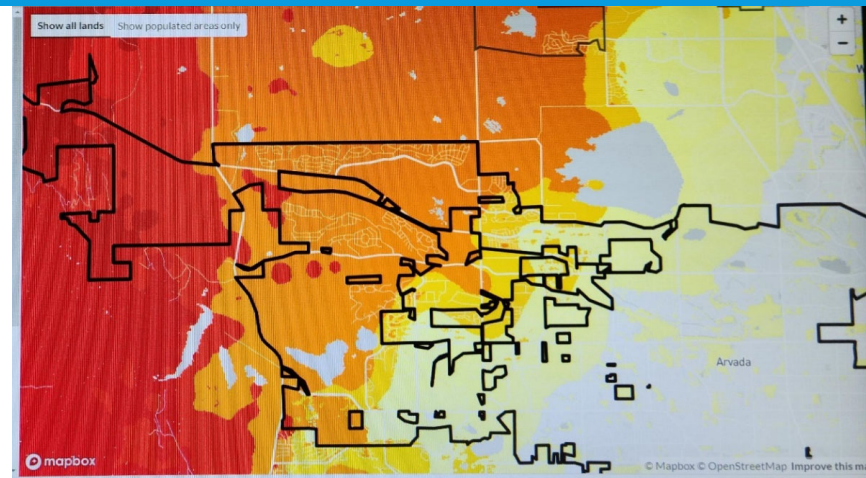 Show all lands Show populated areas only
+
−
W
Arvada
mapbox
© Mapbox © OpenStreetMap Improve this ma